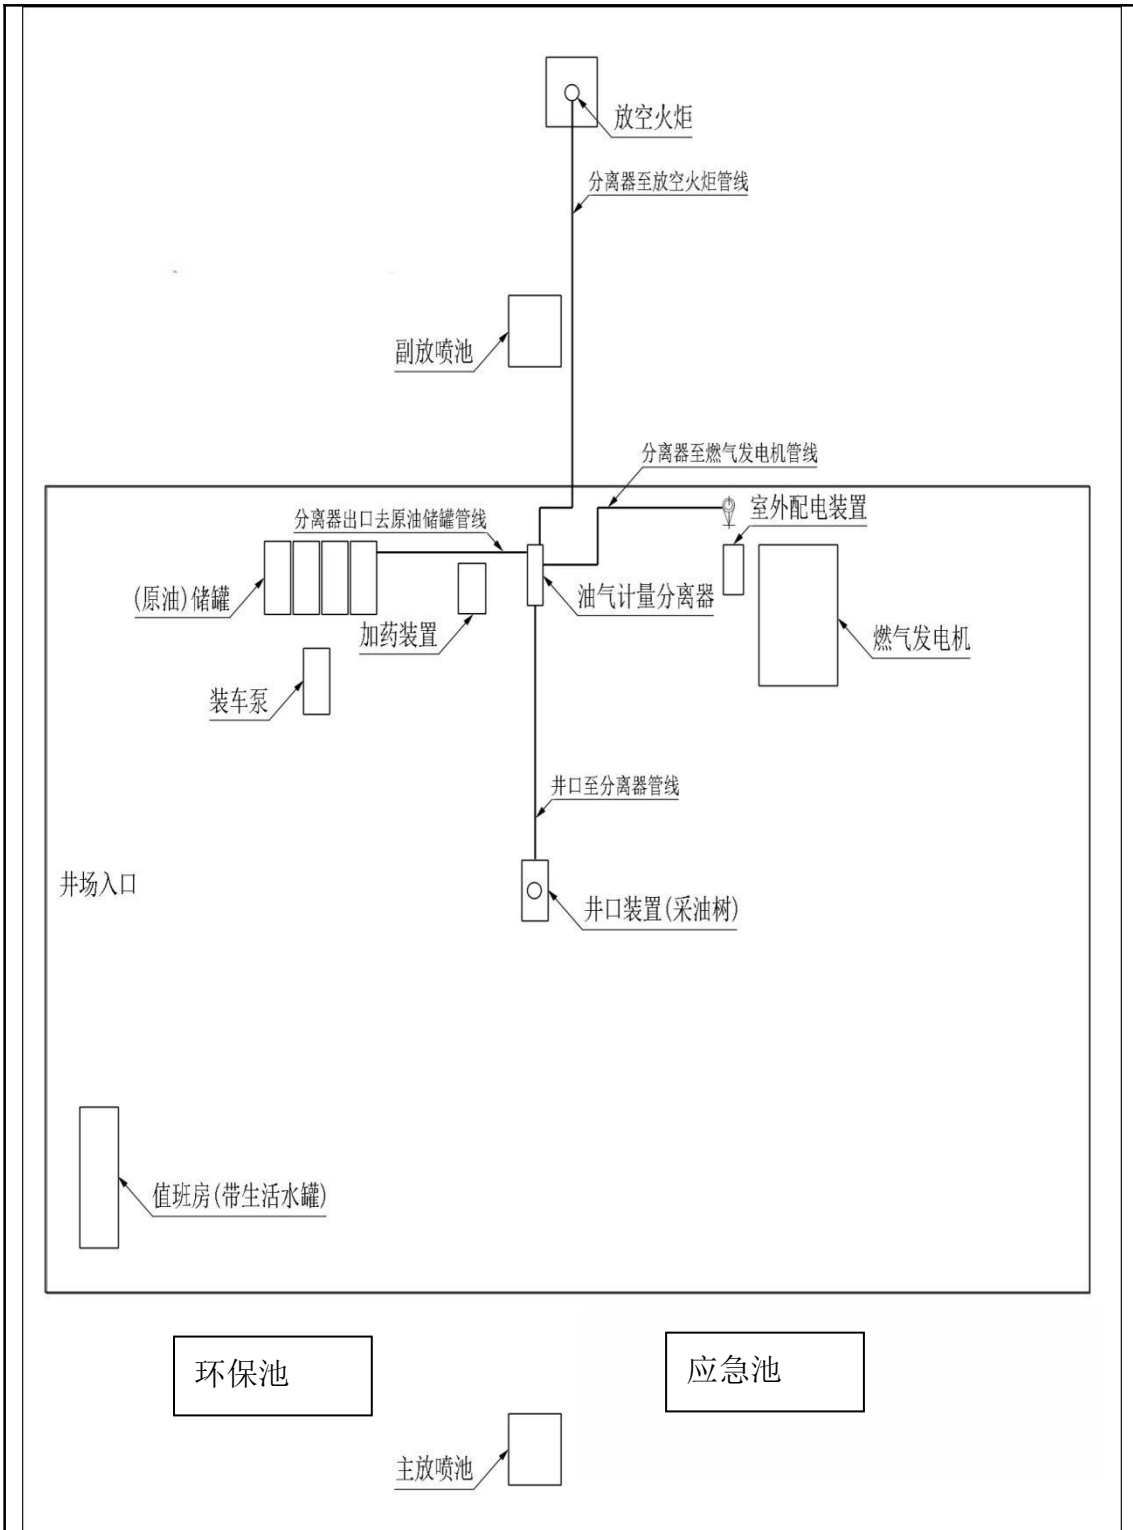 放空火炬
分离器至放空火炬管线
副放喷池
分离器至燃气发电机管线
分离器出口去原油储罐管线
室外配电装置
(原油)储罐
加药装置
油气计量分离器
燃气发电机
装车泵
井口至分离器管线
井场入口
井口装置(采油树)
值班房(带生活水罐)
环保池
应急池
主放喷池